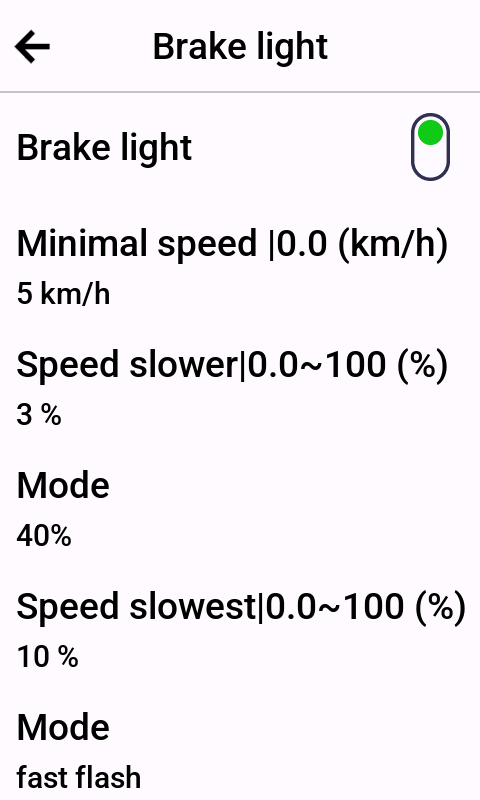 Brake light
Brake light
Minimal speed |0.0 (km/h)
5 km/h
Speed slower|0.0~100 (%)
3 %
Mode
40%
Speed slowest|0.0~100 (%)
10 %
Mode
fast flash